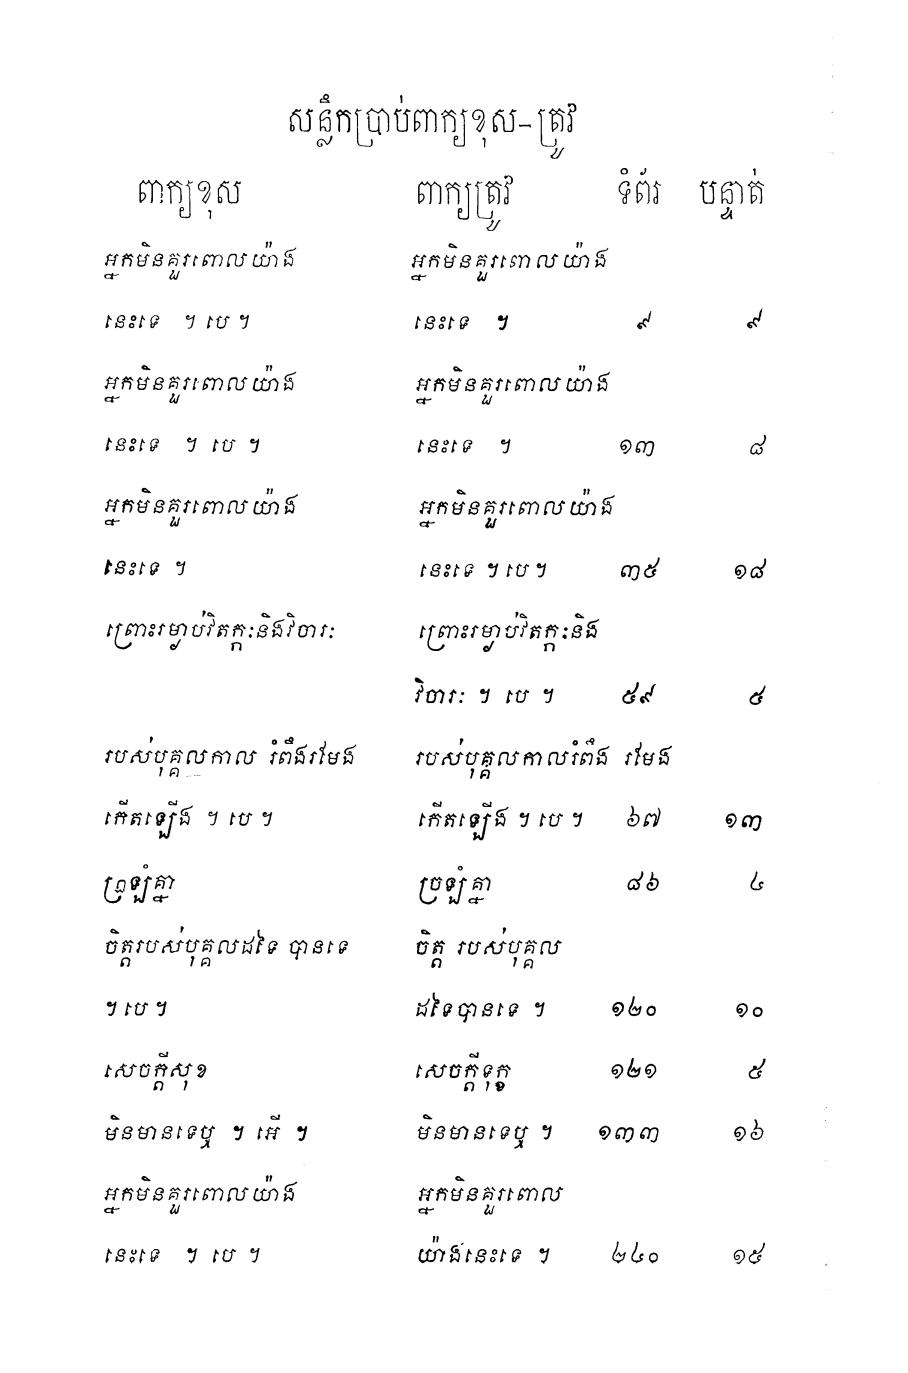 សន្លឹកប្រាប់ពាក្យខុស-ត្រូវ
ពាក្យខុស ពាក្យត្រូវ ទំព័រ បន្ទាត់
អ្នកមិនគួរពោលយ៉ាង អ្នកមិនគួរពោលយ៉ាង
នេះទេ ។ បេ ។ នេះទេ ។ ៩ ៩
អ្នកមិនគួរពោលយ៉ាង អ្នកមិនគួរពោលយ៉ាង
នេះទេ ។ បេ ។ នេះទេ ។ ១៣ ៨
អ្នកមិនគួរពោលយ៉ាង អ្នកមិនគួរពោលយ៉ាង
នេះទេ ។ នេះទេ ។ បេ ។ ៣៥ ១៨
ព្រោះរម្ងាប់វិតក្កៈនិងវិចារៈ ព្រោះរម្ងាប់វិតក្កៈនិង
វិចារៈ ។ បេ ។ ៥៩ ៥
របស់បុគ្គលកាល រំពឹងរមែង របស់បុគ្គលកាលរំពឹង រមែង
កើតឡើង ។ បេ ។ កើតឡើង ។ បេ ។ ៦៧ ១៣
ច្រឡំគ្នា ៨៦ ៤
ចិត្តរបស់បុគ្គលដទៃ បានទេ ចិត្ត របស់បុគ្គល
។ បេ ។ ដទៃបានទេ ។ ១២០ ១០
សេចក្តីសុខ សេចក្តីទុក្ខ ១២១ ៥
មិនមានទេឬ ។ អើ ។ មិនមានទេឬ ។ ១៣៣ ១៦
អ្នកមិនគួរពោលយ៉ាង អ្នកមិនគួរពោល
នេះទេ ។ បេ ។ យ៉ាងនេះទេ ។ ២៤០ ១៥